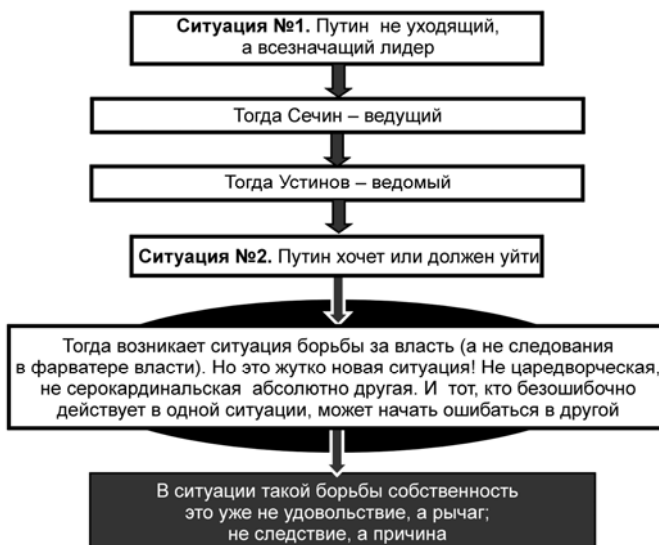 Ситуация №1. Путин не уходящий,
а всезначащий лидер
Тогда Сечин – ведущий
Тогда Устинов – ведомый
Ситуация №2. Путин хочет или должен уйти
Тогда возникает ситуация борьбы за власть (а не следования
в фарватере власти). Но это жутко новая ситуация! Не царедворческая,
не серокардинальская абсолютно другая. И тот, кто безошибочно
действует в одной ситуации, может начать ошибаться в другой
В ситуации такой борьбы собственность
это уже не удовольствие, а рычаг;
не следствие, а причина